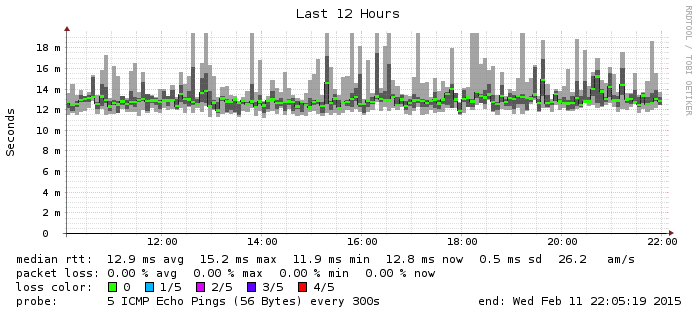 Last 12 Hours
RRDTOOL / TOBI OETIKER
Seconds
18 m
16 m
14 m
12 m
10 m
8 m
6 m
4 m
2 m
0
12:00 14:00 16:00 18:00 20:00 22:00
median rtt: 12.9 ms avg 15.2 ms max 11.9 ms min 12.8 ms now 0.5 ms sd 26.2 am/s
packet loss: 0.00 % avg 0.00 % max 0.00 % min 0.00 % now
loss color: 0 1/5 2/5 3/5 4/5
probe: 5 ICMP Echo Pings (56 Bytes) every 300s end: Wed Feb 11 22:05:19 2015